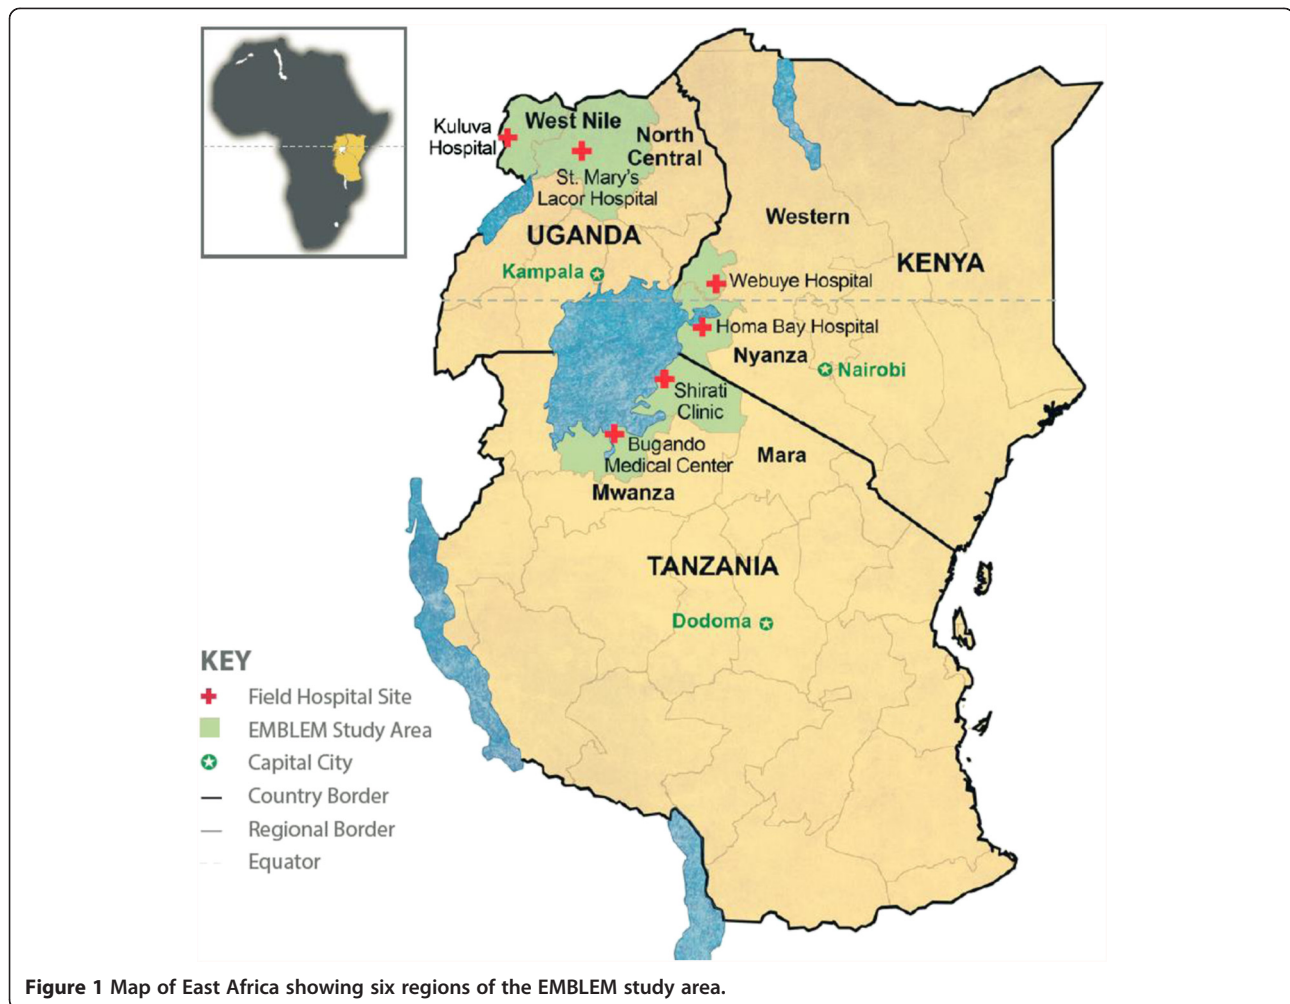 Kuluva
Hospital
West Nile
North
Central
St. Mary's
Lacor Hospital
UGANDA
Kampala
Western
KENYA
Webuye Hospital
Homa Bay Hospital
Nyanza
Nairobi
Shirati
Clinic
Bugando
Medical Center
Mara
Mwanza
TANZANIA
Dodoma
KEY
Field Hospital Site
EMBLEM Study Area
Capital City
Country Border
Regional Border
Equator
Figure 1 Map of East Africa showing six regions of the EMBLEM study area.